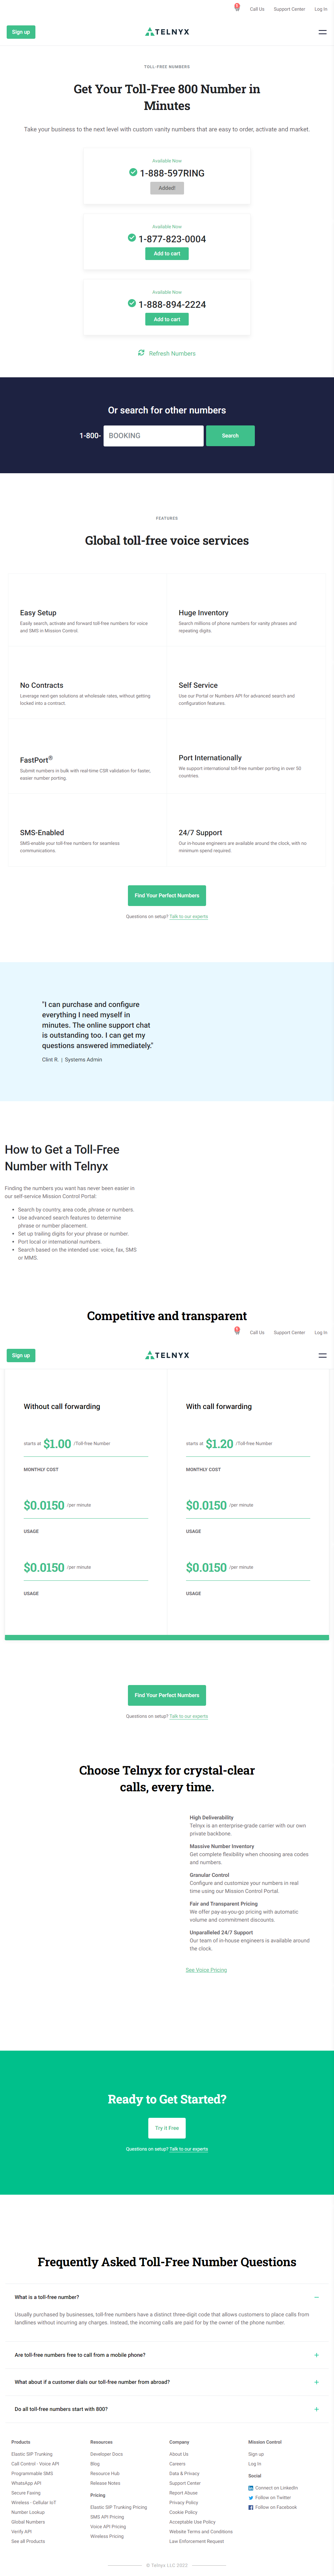 Call Us Support Center Log In
Sign up
TELNYX
TOLL-FREE NUMBERS
Get Your Toll-Free 800 Number in
Minutes
Take your business to the next level with custom vanity numbers that are easy to order, activate and market.
Available Now
1-888-597RING
Added!
Available Now
1-877-823-0004
Add to cart
Available Now
1-888-894-2224
Add to cart
Refresh Numbers
Or search for other numbers
1-800- BOOKING Search
FEATURES
Global toll-free voice services
Easy Setup
Easily search, activate and forward toll-free numbers for voice
and SMS in Mission Control
Huge Inventory
Search millions of phone numbers for vanity phrases and
repeating digits.
No Contracts
Leverage next-gen solutions at wholesale rates, without getting
locked into a contract.
Self Service
Use our Portal or Numbers API for advanced search and
configuration features.
FastPort®
Submit numbers in bulk with real-time CSR validation for faster,
easier number porting.
Port Internationally
We support international toll-free number porting in over 50
countries.
SMS-Enabled
SMS-enable your toll-free numbers for seamless
communications.
24/7 Support
Our in-house engineers are available around the clock, with no
minimum spend required.
Find Your Perfect Numbers
Questions on setup? Talk to our experts
"I can purchase and configure
everything I need myself in
minutes. The online support chat
is outstanding too. I can get my
questions answered immediately."
Clint R. | Systems Admin
How to Get a Toll-Free
Number with Telnyx
Finding the numbers you want has never been easier in
our self-service Mission Control Portal
Search by country, area code, phrase or numbers.
Use advanced search features to determine
phrase or number placement.
Set up trailing digits for your phrase or number.
Port local or international numbers.
Search based on the intended use: voice, fax, SMS
or MMS.
Competitive and transparent
Call Us Support Center Log In
Sign up
TELNYX
Without call forwarding
starts at $1.00 /Toll-free Number
MONTHLY COST
$0.0150 /per minute
USAGE
$0.0150 /per minute
USAGE
With call forwarding
starts at $1.20 /Toll-free Number
MONTHLY COST
$0.0150 /per minute
USAGE
$0.0150 /per minute
USAGE
Find Your Perfect Numbers
Questions on setup? Talk to our experts
Choose Telnyx for crystal-clear
calls, every time.
High Deliverability
Telnyx is an enterprise-grade carrier with our own
private backbone.
Massive Number Inventory
Get complete flexibility when choosing area codes
and numbers.
Granular Control
Configure and customize your numbers in real
time using our Mission Control Portal.
Fair and Transparent Pricing
We offer pay-as-you-go pricing with automatic
volume and commitment discounts.
Unparalleled 24/7 Support
Our team of in-house engineers is available around
the clock.
See Voice Pricing
Ready to Get Started?
Try It Free
Questions on setup? Talk to our experts
Frequently Asked Toll-Free Number Questions
What is a toll-free number?
Usually purchased by businesses, toll-free numbers have a distinct three-digit code that allows customers to place calls from
landlines without incurring any charges. Instead, the incoming calls are paid for by the owner of the phone number.
Are toll-free numbers free to call from a mobile phone?
What about if a customer dials our toll-free number from abroad?
Do all toll-free numbers start with 800?
Products
Elastic SIP Trunking
Call Control - Voice API
Programmable SMS
WhatsApp API
Secure Faxing
Wireless - Cellular IoT
Number Lookup
Global Numbers
Verify API
See all Products
Resources
Developer Docs
Blog
Resource Hub
Release Notes
Pricing
Elastic SIP Trunking Pricing
SMS API Pricing
Voice API Pricing
Wireless Pricing
Company
About Us
Careers
Data & Privacy
Support Center
Report Abuse
Privacy Policy
Cookie Policy
Acceptable Use Policy
Website Terms and Conditions
Law Enforcement Request
Mission Control
Sign up
Log In
Social
Connect on LinkedIn
Follow on Twitter
Follow on Facebook
© Telnyx LLC 2022